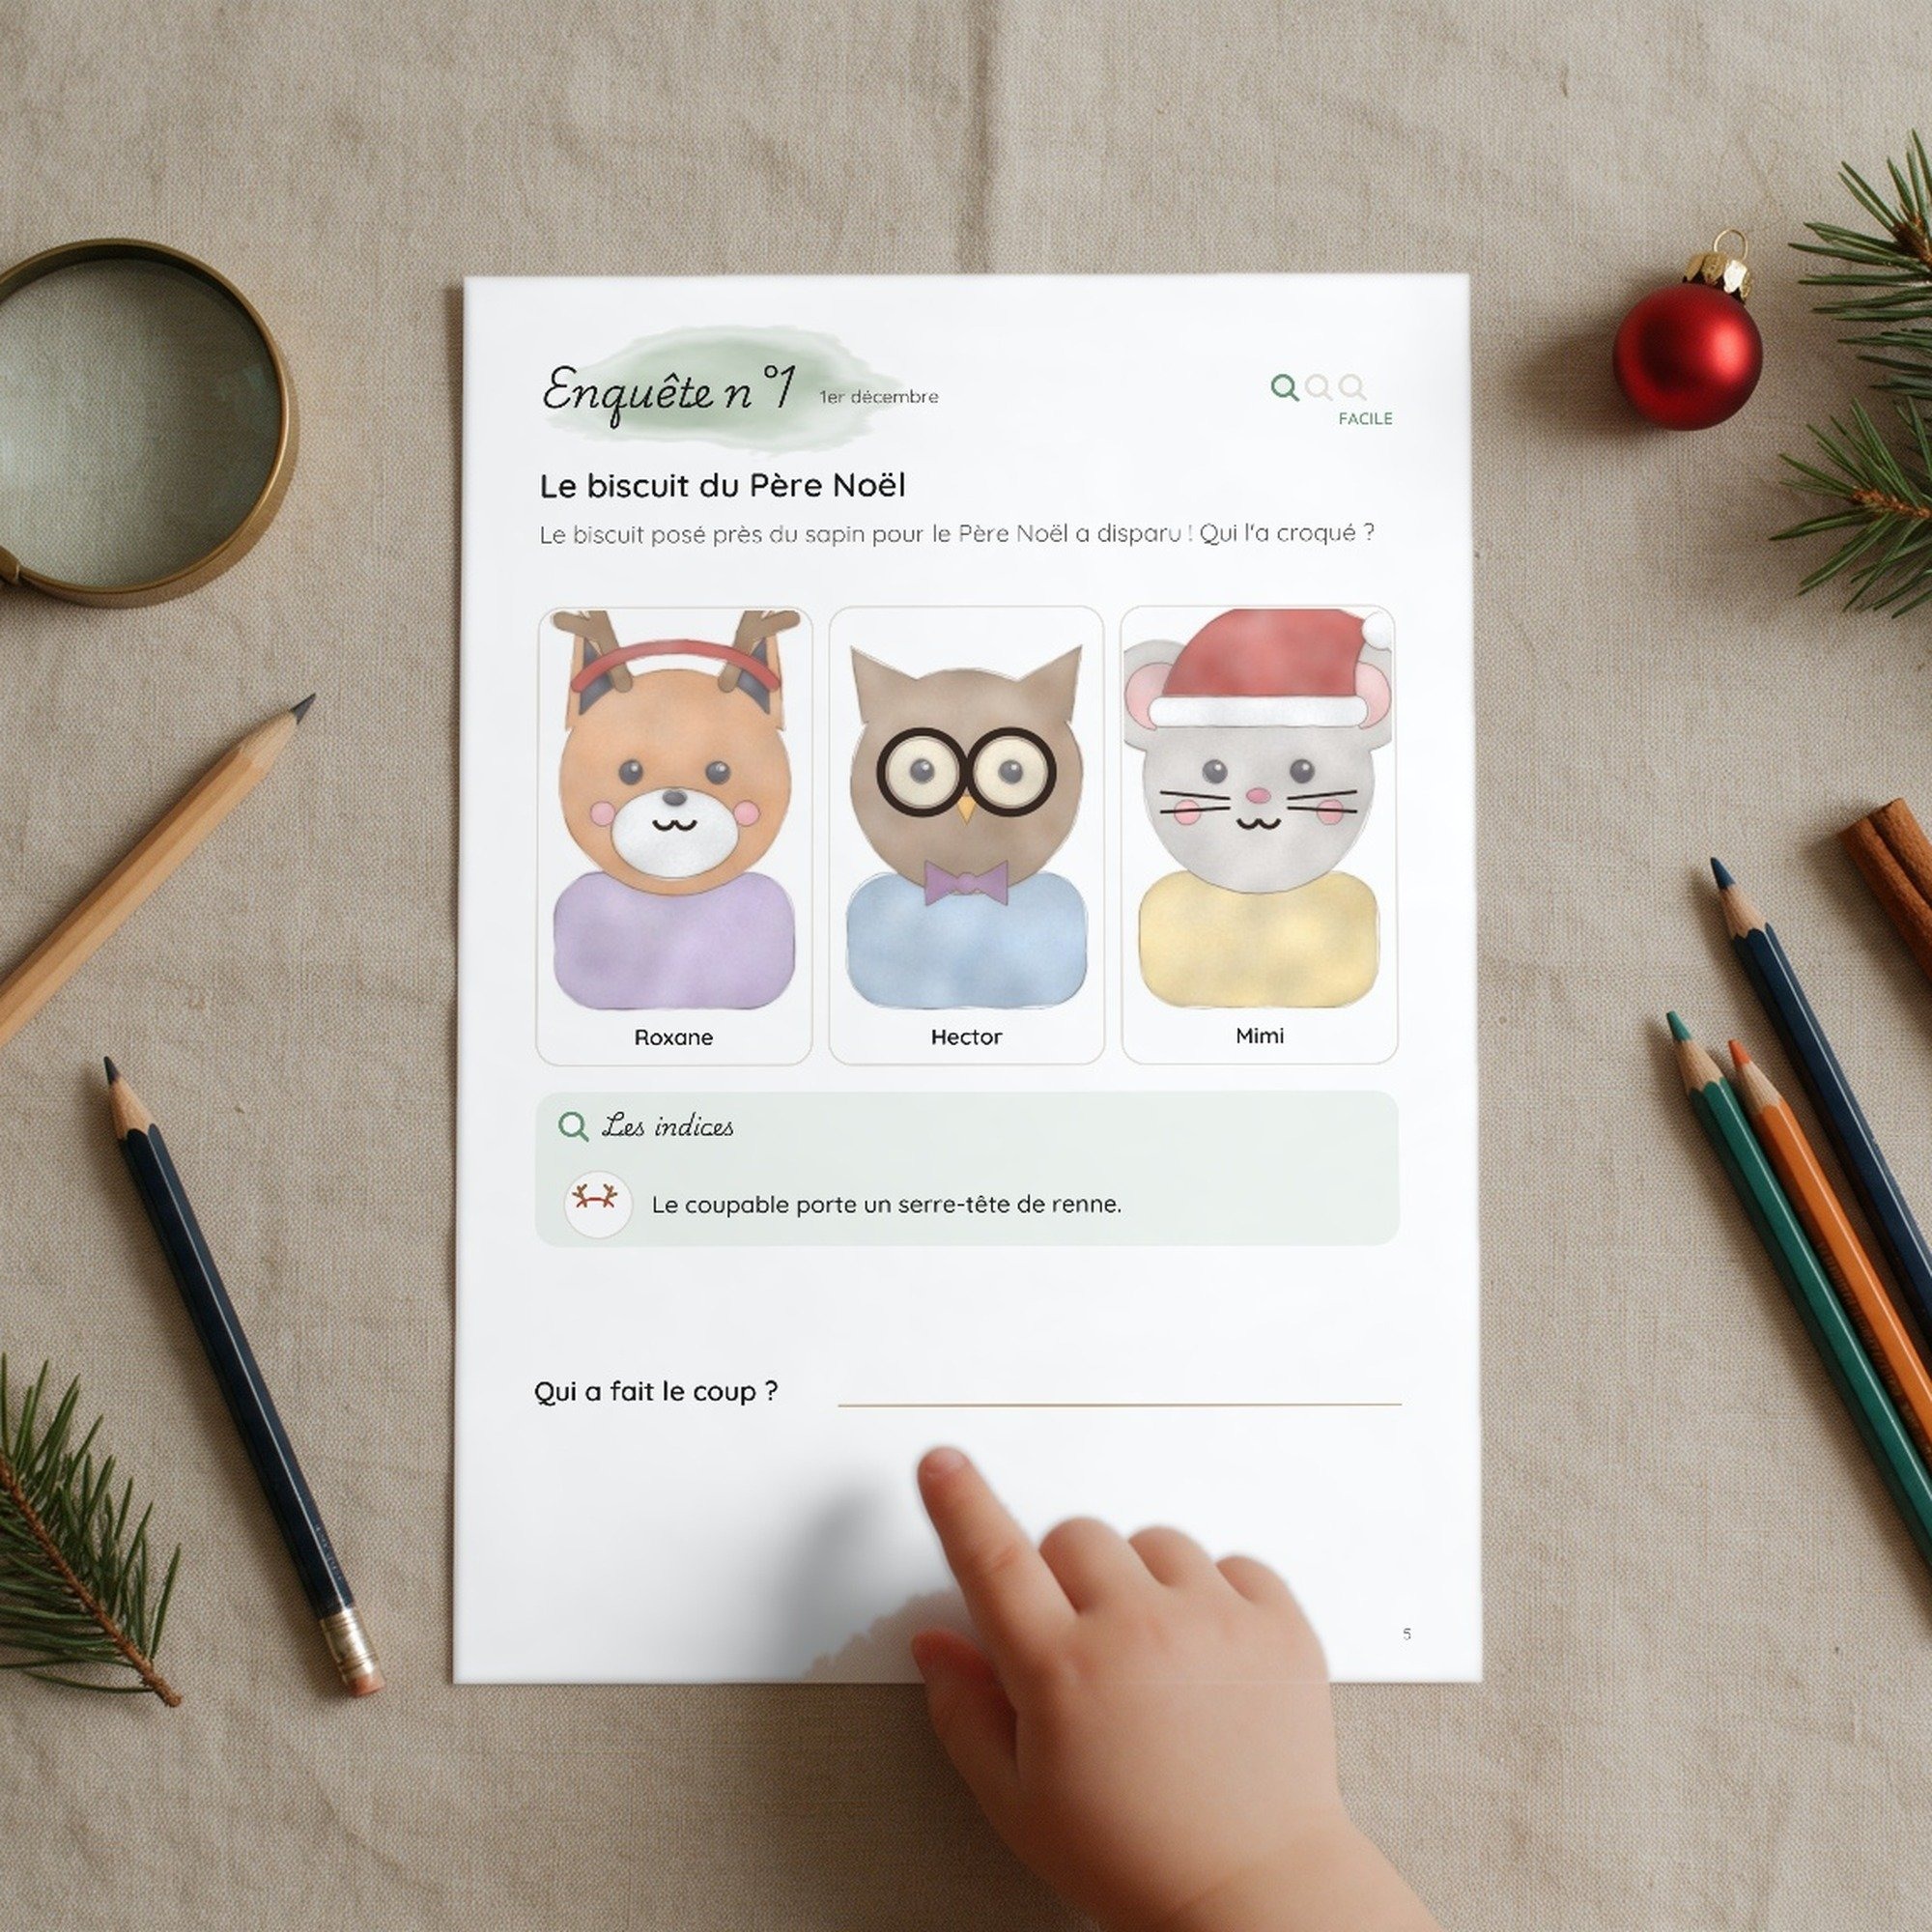 Enquête n°1 1er décembre
FACILE
Le biscuit du Père Noël
Le biscuit posé près du sapin pour le Père Noël a disparu ! Qui l'a croqué ?
Roxane
Hector
Mimi
Les indices
Le coupable porte un serre-tête de renne.
Qui a fait le coup ?
5